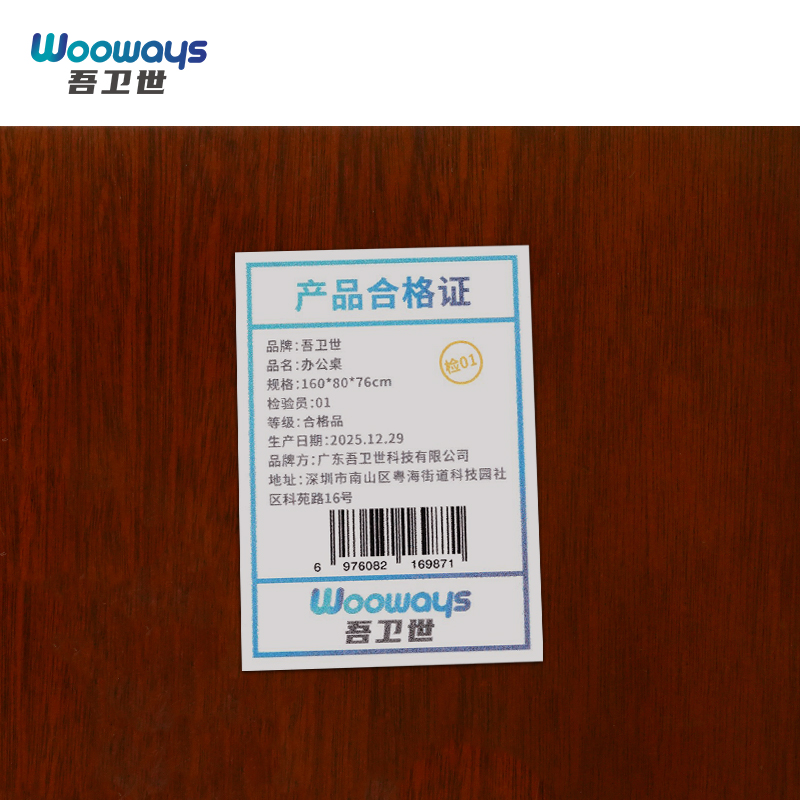 Wooways
吾卫世
产品合格证
品牌:吾卫世
品名:办公桌
检01
规格:160*80*76cm
检验员:01
等级:合格品
生产日期:2025.12.29
品牌方:广东吾卫世科技有限公司
地址:深圳市南山区粤海街道科技园社
区科苑路16号
6 976082 169871
Wooways
吾卫世